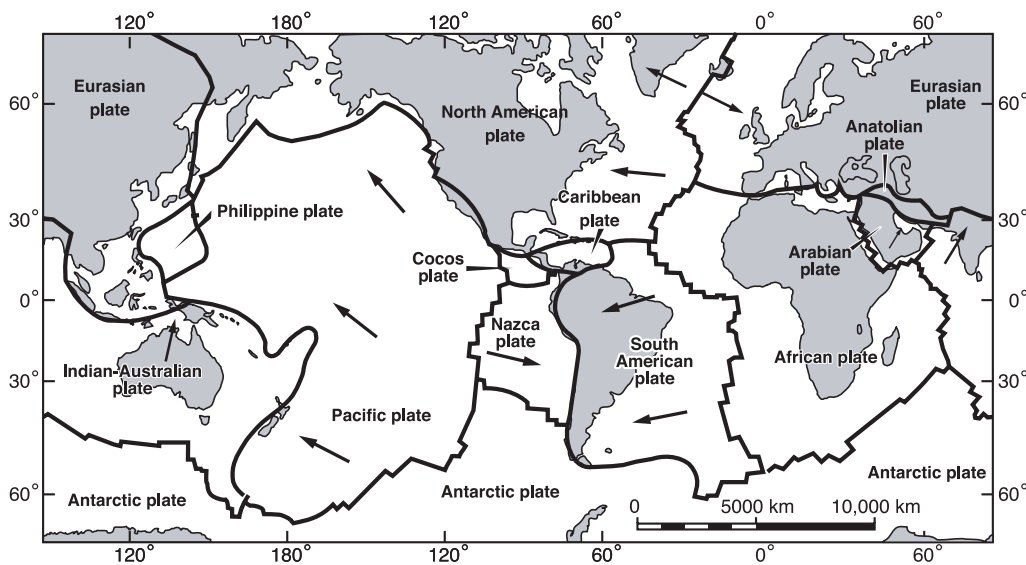 120° 180° 120° 60° 0° 60°
Eurasian
plate
North American
plate
Eurasian
plate
Anatolian
plate
60° 60°
Philippine plate
Caribbean
plate
30° 30°
Cocos
plate
Arabian
plate
0° 0°
Nazca
plate
South
American
plate
African plate
Indian-Australian
plate
30° 30°
Pacific plate
Antarctic plate
Antarctic plate
Antarctic plate
60° 60°
0 5000 km 10,000 km
120° 180° 120° 60° 0° 60°